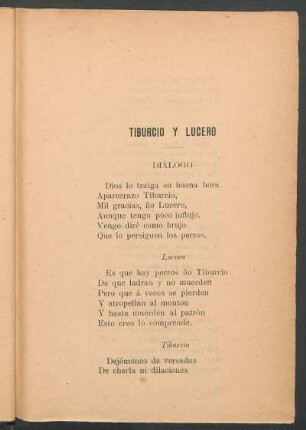 TIBURCIO Y LUCERO
DIÁLOGO
Dios lo traiga en buena hora
Aparcerazo Tiburcio,
Mil gracias, ño Lucero,
Aunque tengo poco influjo.
Vengo diré como brujo
Que lo persiguen los perros.
Lucero
Es que hay perros ño Tiburcio
De que ladran y no muerden
Pero que á veces se pierden
Y atropellan al montón
Y hasta muerden al patrón
Esto creo lo comprende.
Tiburcio
Dejémonos de versadas
De charla ni dilaciones